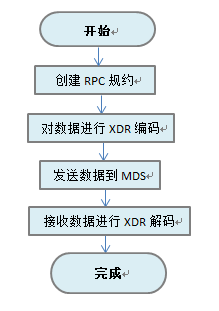 开始
创建 RPC 规约
对数据进行 XDR 编码
发送数据到 MDS
接收数据进行 XDR 解码
完成